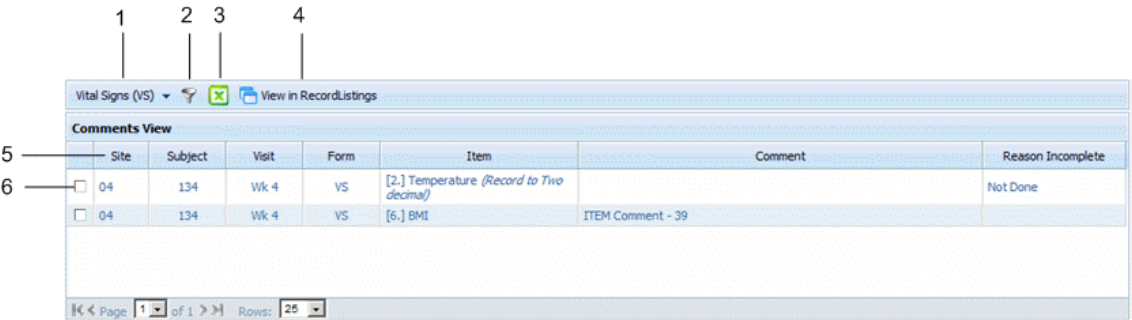 1 2 3 4
Vital Signs (VS) View in RecordListings
Comments View
5 Site Subject Visit Form Item Comment Reason Incomplete
6 04 134 Wk 4 VS [2.] Temperature (Record to Two decimal) Not Done
04 134 Wk 4 VS [6.] BMI ITEM Comment - 39
Page 1 of 1 Rows: 25